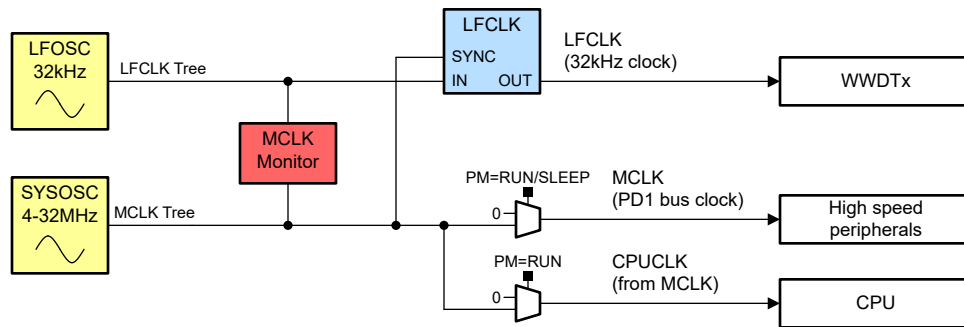 LFOSC
32kHz
LFCLK Tree
LFCLK
SYNC
IN OUT
LFCLK
(32kHz clock)
WWDTx
MCLK
Monitor
SYSOSC
4-32MHz
MCLK Tree
PM=RUN/SLEEP
0
MCLK
(PD1 bus clock)
High speed
peripherals
PM=RUN
0
CPUCLK
(from MCLK)
CPU